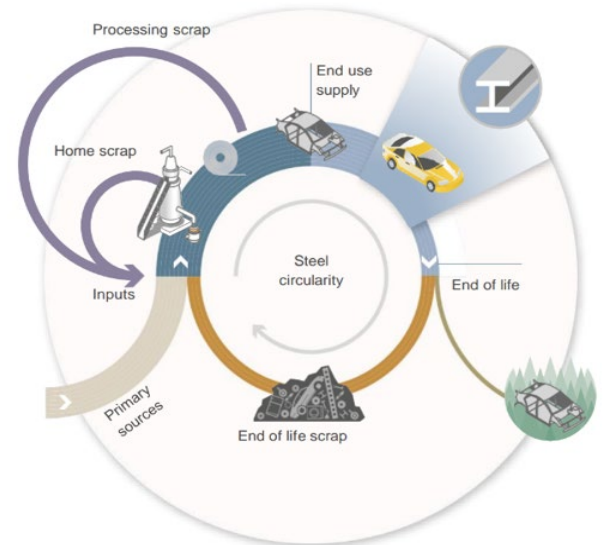 Processing scrap
End use
supply
Home scrap
Steel
circularity
Inputs
End of life
Primary
sources
End of life scrap